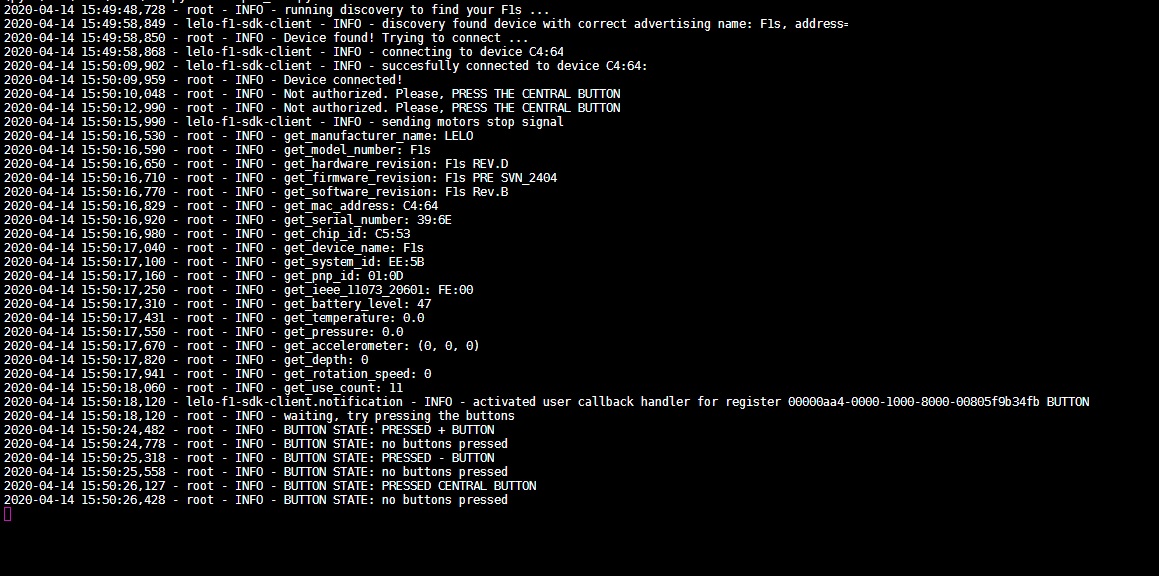 2020-04-14 15:49:48,728 - root - INFO - running discovery to find your F1s ...
2020-04-14 15:49:58,849 - lelo-f1-sdk-client - INFO - discovery found device with correct advertising name: F1s, address=
2020-04-14 15:49:58,850 - root - INFO - Device found! Trying to connect ...
2020-04-14 15:49:58,868 - lelo-f1-sdk-client - INFO - connecting to device C4:64
2020-04-14 15:50:09,902 - lelo-f1-sdk-client - INFO - succesfully connected to device C4:64:
2020-04-14 15:50:09,959 - root - INFO - Device connected!
2020-04-14 15:50:10,048 - root - INFO - Not authorized. Please, PRESS THE CENTRAL BUTTON
2020-04-14 15:50:12,990 - root - INFO - Not authorized. Please, PRESS THE CENTRAL BUTTON
2020-04-14 15:50:15,990 - lelo-f1-sdk-client - INFO - sending motors stop signal
2020-04-14 15:50:16,530 - root - INFO - get_manufacturer_name: LELO
2020-04-14 15:50:16,590 - root - INFO - get_model_number: F1s
2020-04-14 15:50:16,650 - root - INFO - get_hardware_revision: F1s REV.D
2020-04-14 15:50:16,710 - root - INFO - get_firmware_revision: F1s PRE SVN_2404
2020-04-14 15:50:16,770 - root - INFO - get_software_revision: F1s Rev.B
2020-04-14 15:50:16,829 - root - INFO - get_mac_address: C4:64
2020-04-14 15:50:16,920 - root - INFO - get_serial_number: 39:6E
2020-04-14 15:50:16,980 - root - INFO - get_chip_id: C5:53
2020-04-14 15:50:17,040 - root - INFO - get_device_name: F1s
2020-04-14 15:50:17,100 - root - INFO - get_system_id: EE:5B
2020-04-14 15:50:17,160 - root - INFO - get_pnp_id: 01:0D
2020-04-14 15:50:17,250 - root - INFO - get_ieee_11073_20601: FE:00
2020-04-14 15:50:17,310 - root - INFO - get_battery_level: 47
2020-04-14 15:50:17,431 - root - INFO - get_temperature: 0.0
2020-04-14 15:50:17,550 - root - INFO - get_pressure: 0.0
2020-04-14 15:50:17,670 - root - INFO - get_accelerometer: (0, 0, 0)
2020-04-14 15:50:17,820 - root - INFO - get_depth: 0
2020-04-14 15:50:17,941 - root - INFO - get_rotation_speed: 0
2020-04-14 15:50:18,060 - root - INFO - get_use_count: 11
2020-04-14 15:50:18,120 - lelo-f1-sdk-client.notification - INFO - activated user callback handler for register 00000aa4-0000-1000-8000-00805f9b34fb BUTTON
2020-04-14 15:50:18,120 - root - INFO - waiting, try pressing the buttons
2020-04-14 15:50:24,482 - root - INFO - BUTTON STATE: PRESSED + BUTTON
2020-04-14 15:50:24,778 - root - INFO - BUTTON STATE: no buttons pressed
2020-04-14 15:50:25,318 - root - INFO - BUTTON STATE: PRESSED - BUTTON
2020-04-14 15:50:25,558 - root - INFO - BUTTON STATE: no buttons pressed
2020-04-14 15:50:26,127 - root - INFO - BUTTON STATE: PRESSED CENTRAL BUTTON
2020-04-14 15:50:26,428 - root - INFO - BUTTON STATE: no buttons pressed